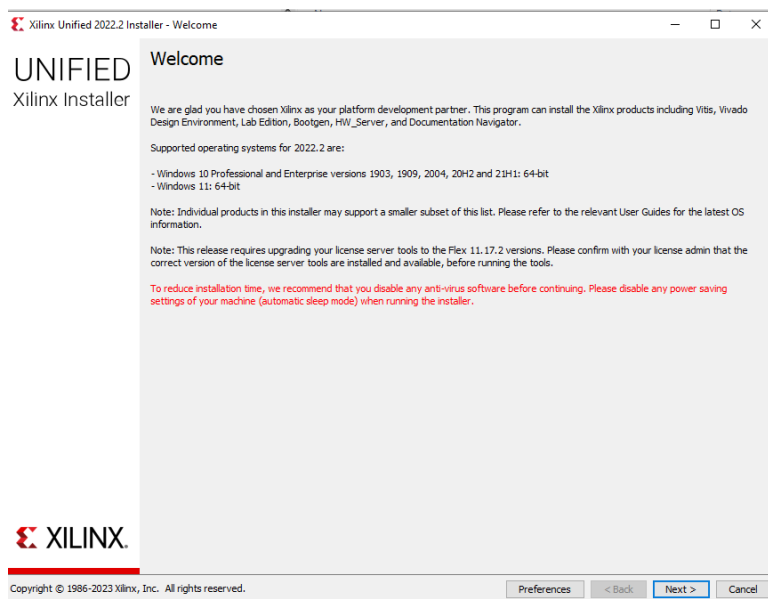 Xilinx Unified 2022.2 Installer - Welcome
UNIFIED
Xilinx Installer
Welcome
We are glad you have chosen Xilinx as your platform development partner. This program can install the Xilinx products including Vitis, Vivado
Design Environment, Lab Edition, Bootgen, HW_Server, and Documentation Navigator.
Supported operating systems for 2022.2 are:
- Windows 10 Professional and Enterprise versions 1903, 1909, 2004, 20H2 and 21H1: 64-bit
- Windows 11: 64-bit
Note: Individual products in this installer may support a smaller subset of this list. Please refer to the relevant User Guides for the latest OS
information.
Note: This release requires upgrading your license server tools to the Flex 11.17.2 versions. Please confirm with your license admin that the
correct version of the license server tools are installed and available, before running the tools.
To reduce installation time, we recommend that you disable any anti-virus software before continuing. Please disable any power saving
settings of your machine (automatic sleep mode) when running the installer.
XILINX.
Copyright © 1986-2023 Xilinx, Inc. All rights reserved.
Preferences
< Back
Next >
Cancel